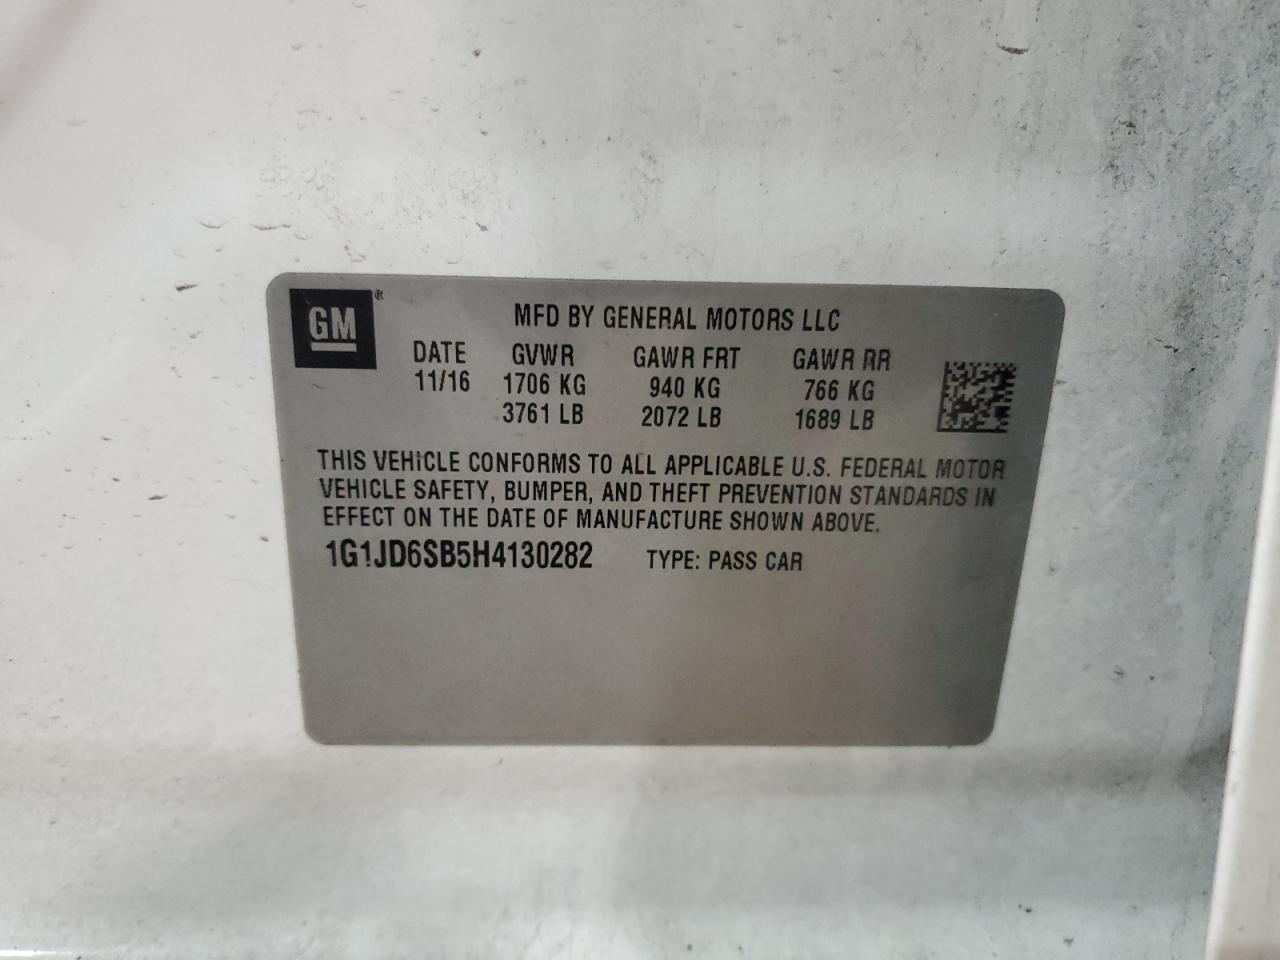 GM®
MFD BY GENERAL MOTORS LLC
DATE GVWR GAWR FRT GAWR RR
11/16 1706 KG 940 KG 766 KG
3761 LB 2072 LB 1689 LB
THIS VEHICLE CONFORMS TO ALL APPLICABLE U.S. FEDERAL MOTOR
VEHICLE SAFETY, BUMPER, AND THEFT PREVENTION STANDARDS IN
EFFECT ON THE DATE OF MANUFACTURE SHOWN ABOVE.
1G1JD6SB5H4130282 TYPE: PASS CAR